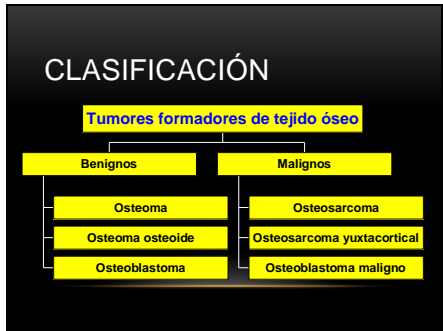 CLASIFICACIÓN
Tumores formadores de tejido óseo
Benignos
Malignos
Osteoma
Osteosarcoma
Osteoma osteoide
Osteosarcoma yuxtacortical
Osteoblastoma
Osteoblastoma maligno